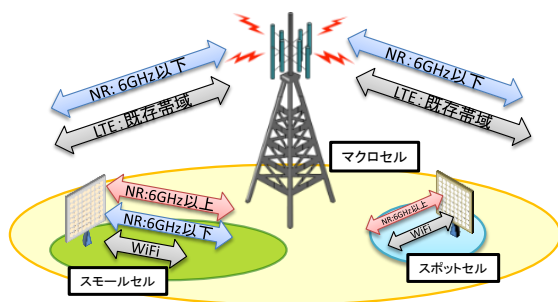 NR:6GHz以下
LTE:既存帯域
NR:6GHz以下
LTE:既存帯域
マクロセル
NR:6GHz以上
NR:6GHz以下
WiFi
スモールセル
NR:6GHz以上
WiFi
スポットセル